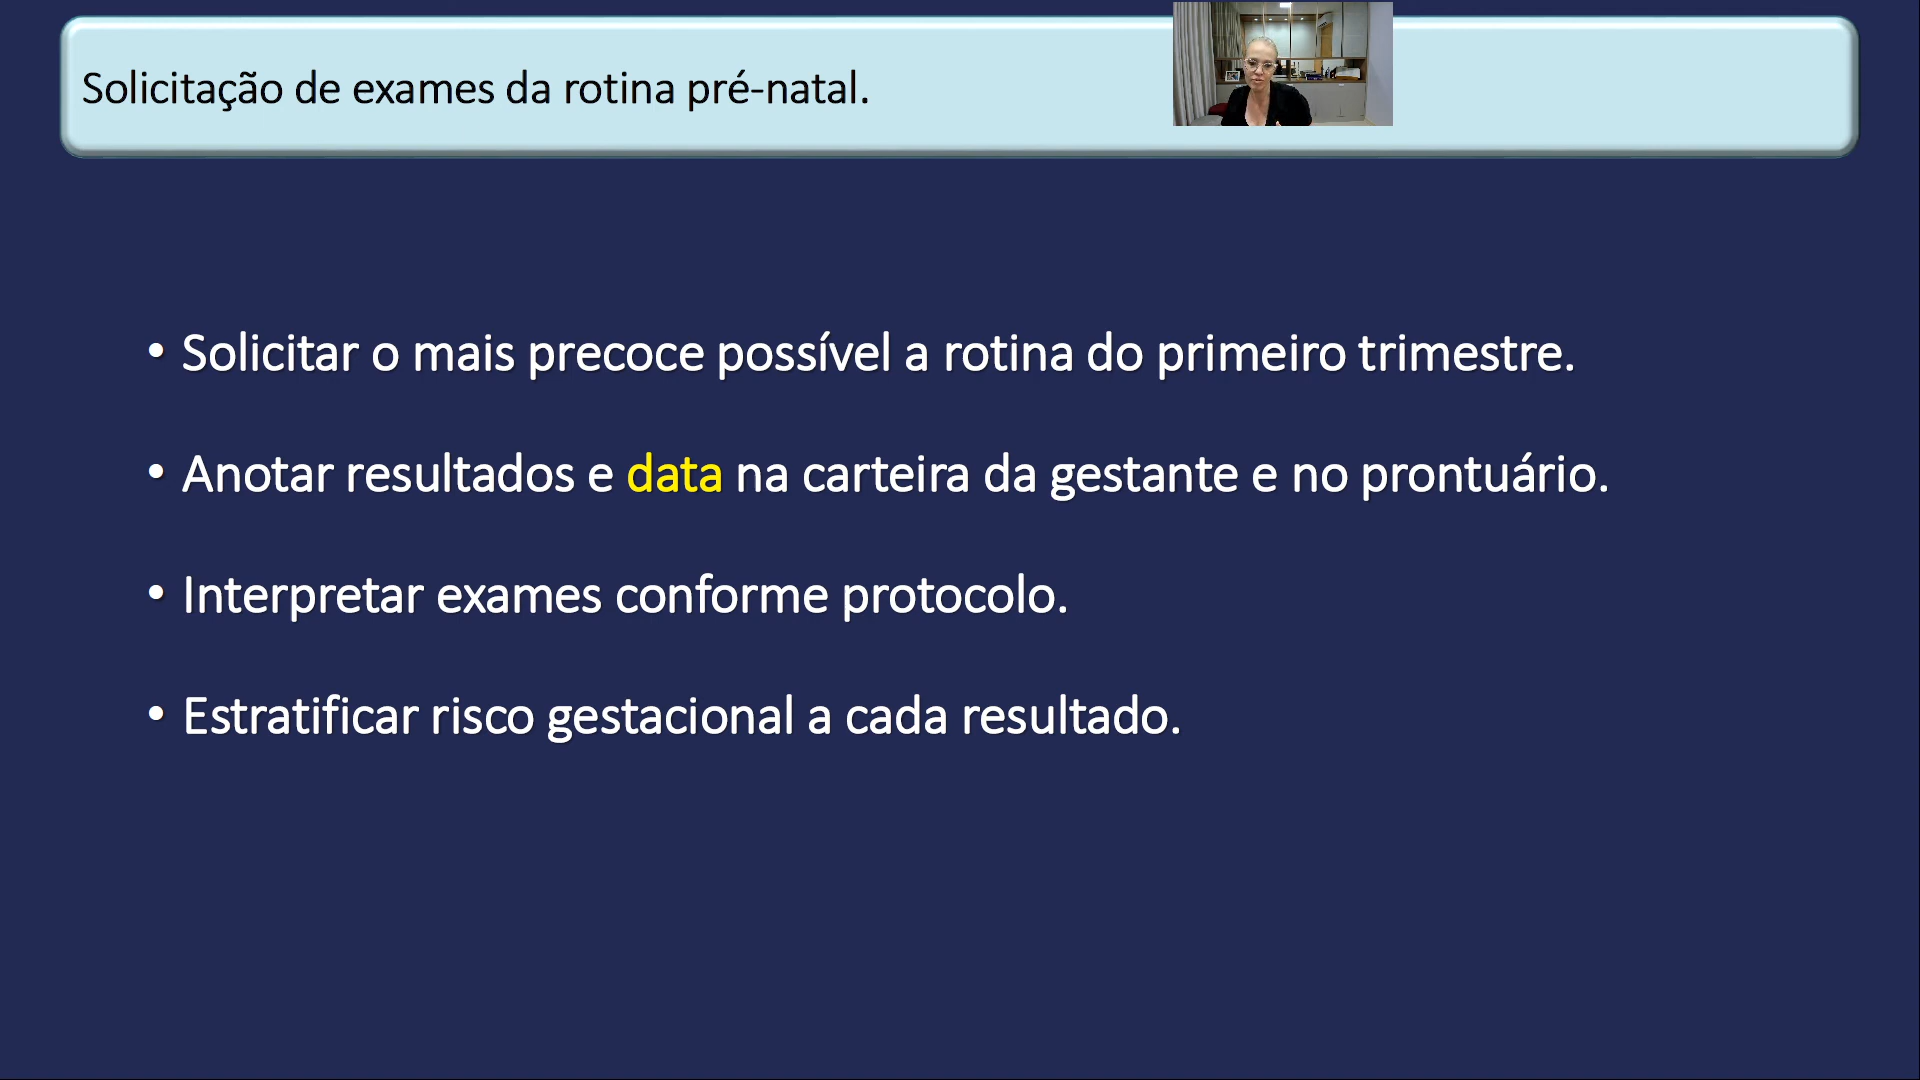 Solicitação de exames da rotina pré-natal.
• Solicitar o mais precoce possível a rotina do primeiro trimestre.
• Anotar resultados e data na carteira da gestante e no prontuário.
• Interpretar exames conforme protocolo.
• Estratificar risco gestacional a cada resultado.